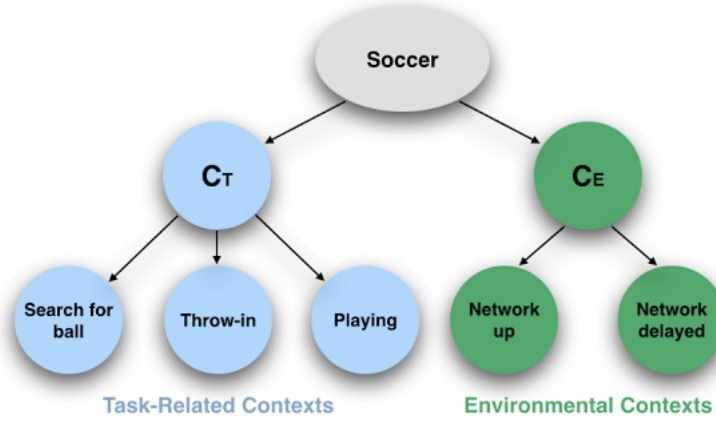 Soccer
CT
CE
Search for
ball
Throw-in
Playing
Network
up
Network
delayed
Task-Related Contexts
Environmental Contexts